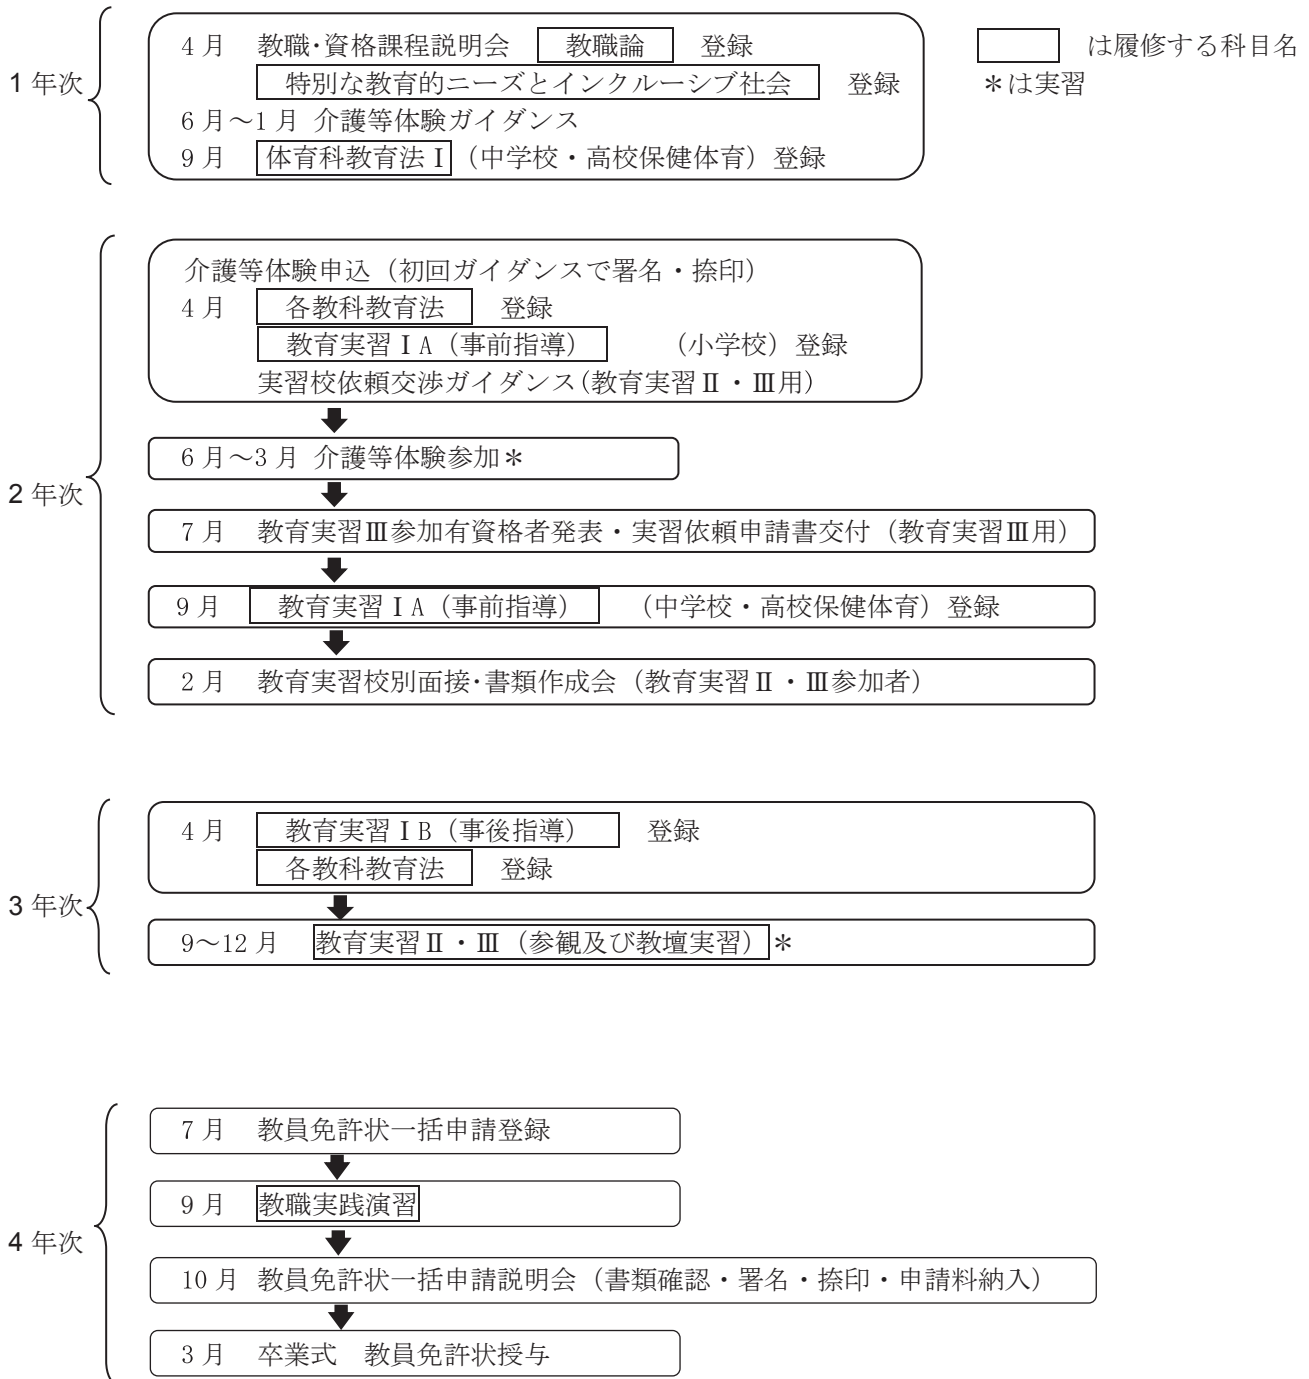 1 年次
4 月 教職・資格課程説明会 教職論 登録
特別な教育的ニーズとインクルーシブ社会 登録
6 月～1 月 介護等体験ガイダンス
9 月 体育科教育法Ⅰ（中学校・高校保健体育）登録
は履修する科目名
＊は実習
2 年次
介護等体験申込（初回ガイダンスで署名・捺印）
4 月 各教科教育法 登録
教育実習ⅠA（事前指導） （小学校）登録
実習校依頼交渉ガイダンス（教育実習Ⅱ・Ⅲ用）
6 月～3 月 介護等体験参加＊
7 月 教育実習Ⅲ参加有資格者発表・実習依頼申請書交付（教育実習Ⅲ用）
9 月 教育実習ⅠA（事前指導） （中学校・高校保健体育）登録
2 月 教育実習校別面接・書類作成会（教育実習Ⅱ・Ⅲ参加者）
3 年次
4 月 教育実習ⅠB（事後指導） 登録
各教科教育法 登録
9～12 月 教育実習Ⅱ・Ⅲ（参観及び教壇実習）＊
4 年次
7 月 教員免許状一括申請登録
9 月 教職実践演習
10 月 教員免許状一括申請説明会（書類確認・署名・捺印・申請料納入）
3 月 卒業式 教員免許状授与